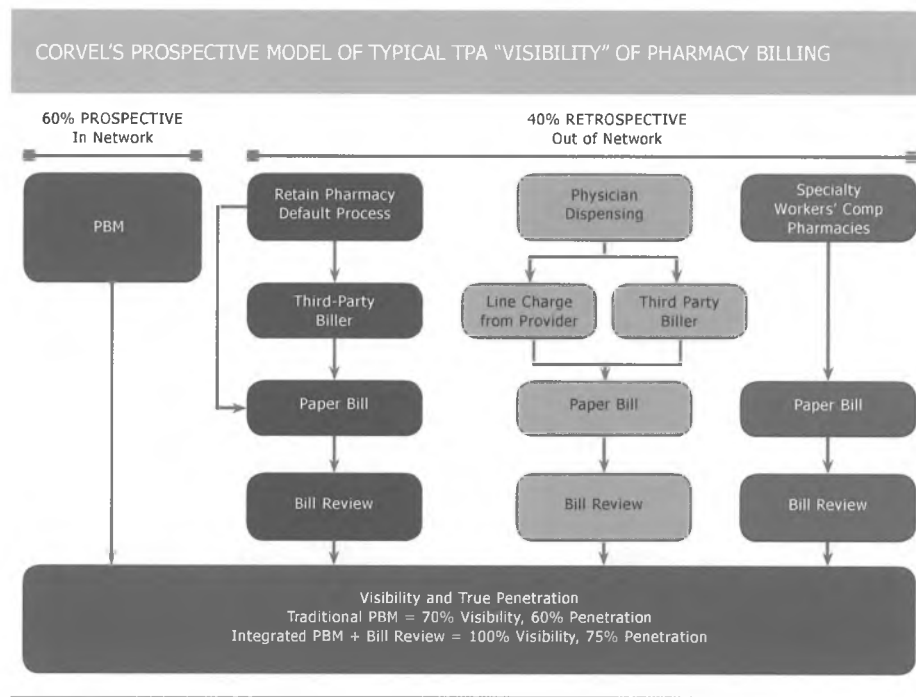 CORVEL'S PROSPECTIVE MODEL OF TYPICAL TPA “VISIBILITY” OF PHARMACY BILLING
60% PROSPECTIVE
In Network
40% RETROSPECTIVE
Out of Network
PBM
Retain Pharmacy
Default Process
Physician
Dispensing
Specialty
Workers' Comp
Pharmacies
Third-Party
Biller
Line Charge
from Provider
Third Party
Biller
Paper Bill
Paper Bill
Paper Bill
Bill Review
Bill Review
Bill Review
Visibility and True Penetration
Traditional PBM = 70% Visibility, 60% Penetration
Integrated PBM + Bill Review = 100% Visibility, 75% Penetration